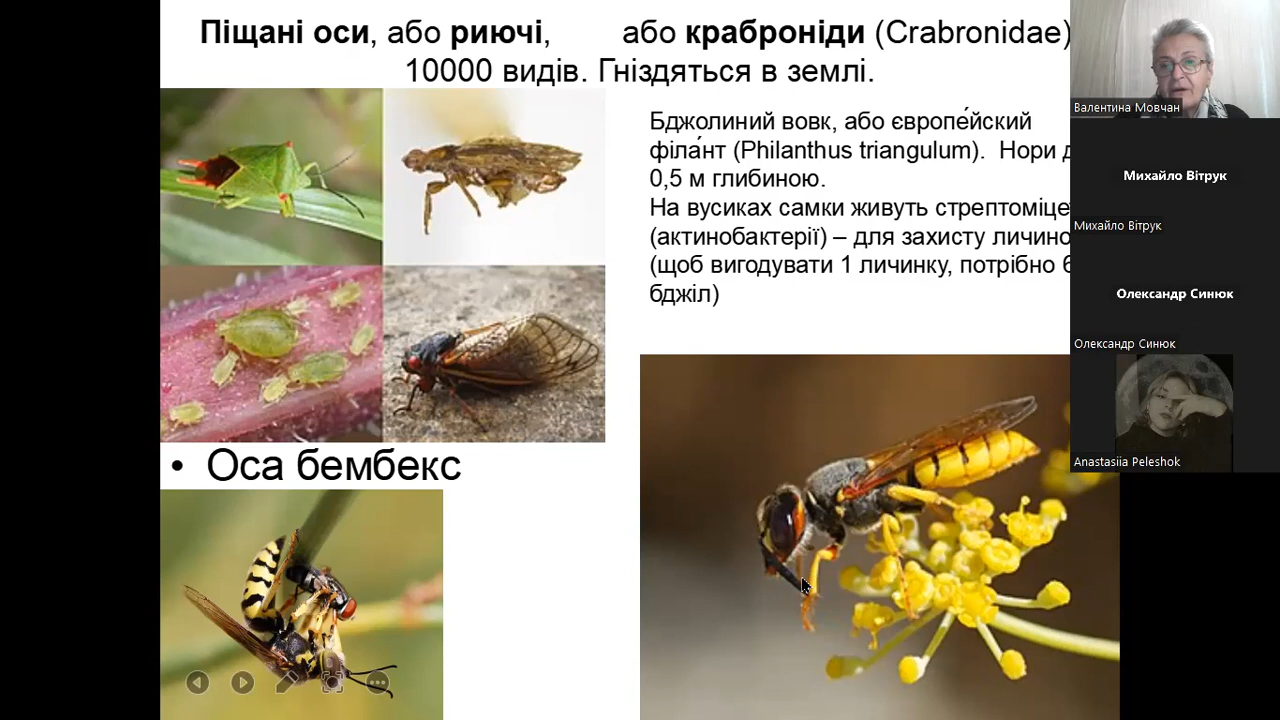 Піщані оси, або риючі, або краброніди (Crabronidae)
10000 видів. Гніздяться в землі.
Бджолиний вовк, або європе́йский
філа́нт (Philanthus triangulum). Нори д
0,5 м глибиною.
На вусиках самки живуть стрептоміце
(актинобактерії) – для захисту личино
(щоб вигодувати 1 личинку, потрібно 6
бджіл)
• Оса бембекс
Валентина Мовчан
Михайло Вітрук
Михайло Вітрук
Олександр Синюк
Олександр Синюк
Anastasiia Peleshok